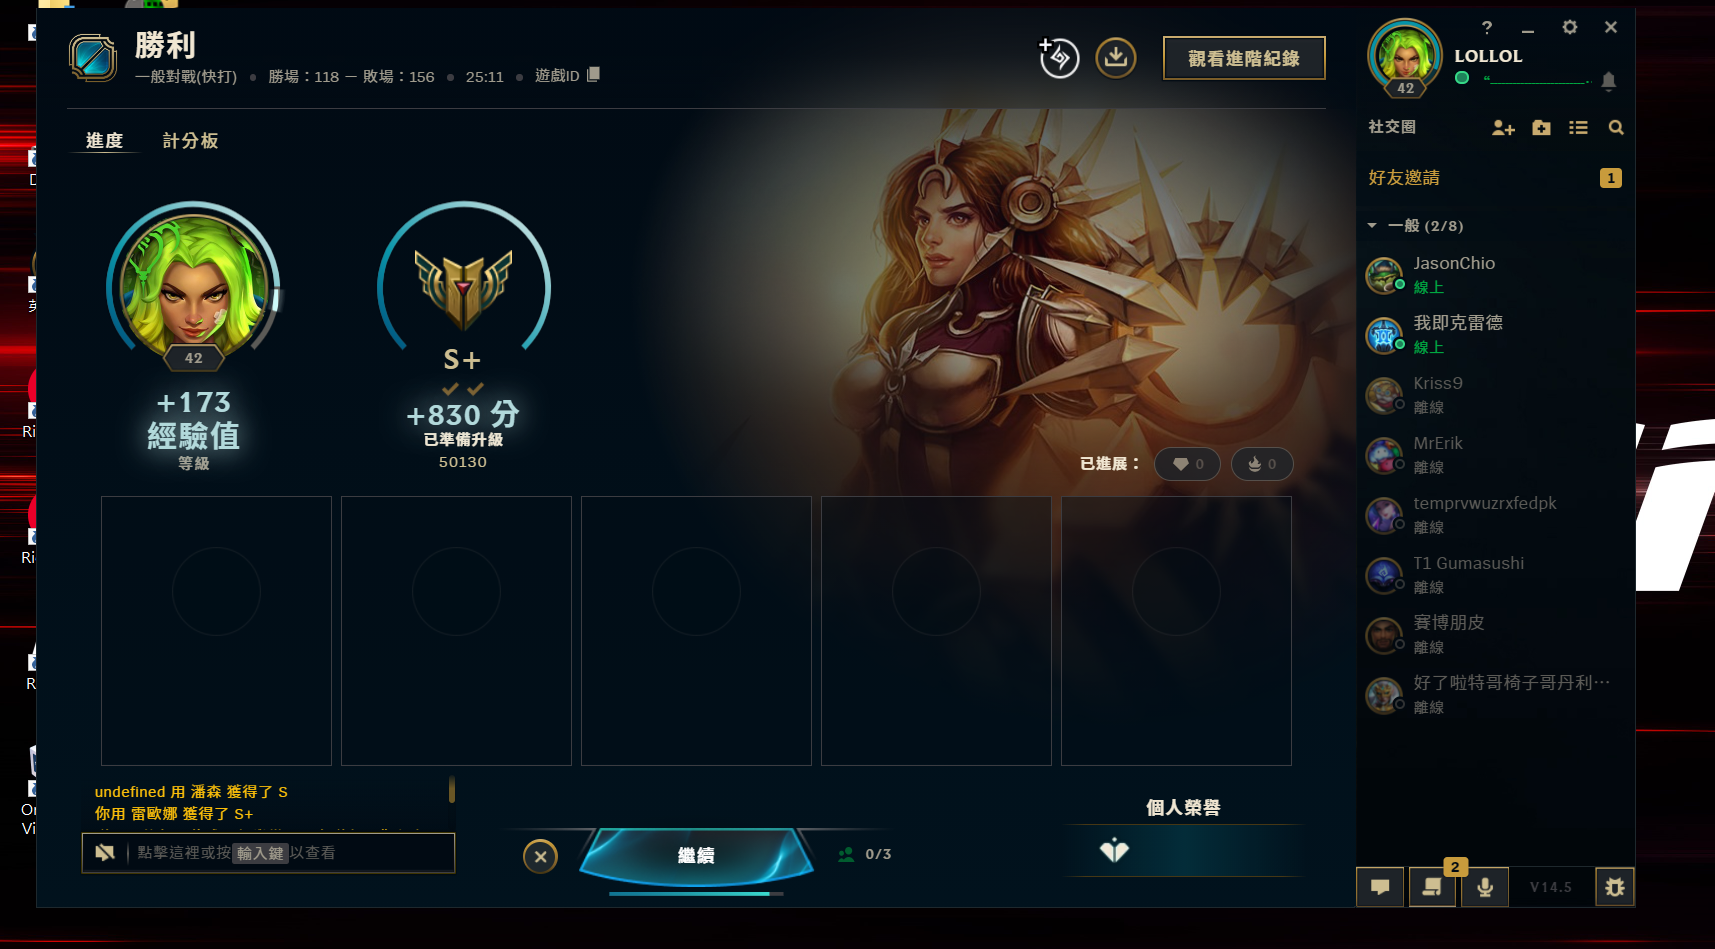 勝利
一般對戰(快打) ● 勝場：118 － 敗場：156 ● 25:11 ● 遊戲ID
觀看進階紀錄
進度
計分板
42
+173
經驗值
等級
S+
+830 分
已準備升級
50130
已進展：
0
0
undefined 用 潘森 獲得了 S
你用 雷歐娜 獲得了 S+
點擊這裡或按 輸入鍵 以查看
繼續
0/3
個人榮譽
?
LOLLOL
42
社交圈
好友邀請
1
一般 (2/8)
JasonChio
線上
我即克雷德
線上
Kriss9
離線
MrErik
離線
temprvwuzrxfedpk
離線
T1 Gumasushi
離線
賽博朋皮
離線
好了啦特哥椅子哥丹利…
離線
2
V14.5
D
Ri
Ri
R
Or
Vi